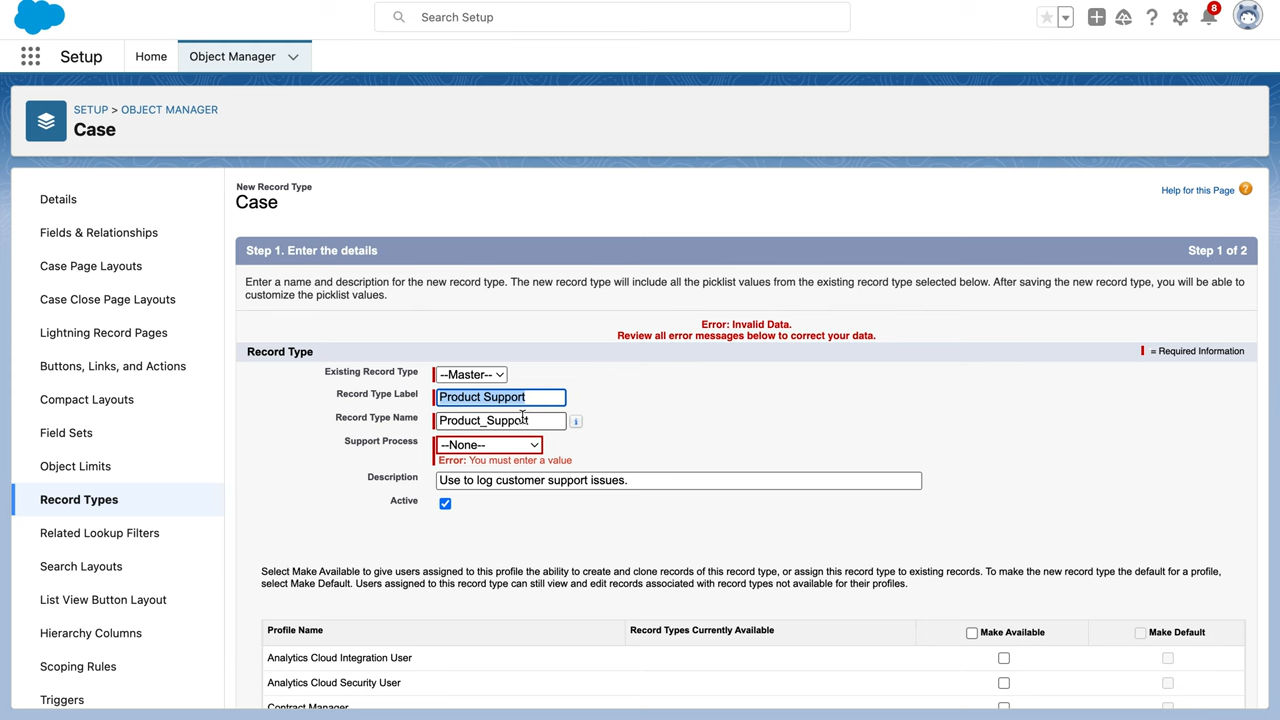 Search Setup
8
Setup
Home
Object Manager
SETUP > OBJECT MANAGER
Case
Details
Fields & Relationships
Case Page Layouts
Case Close Page Layouts
Lightning Record Pages
Buttons, Links, and Actions
Compact Layouts
Field Sets
Object Limits
Record Types
Related Lookup Filters
Search Layouts
List View Button Layout
Hierarchy Columns
Scoping Rules
Triggers
New Record Type
Case
Help for this Page ?
Step 1. Enter the details
Step 1 of 2
Enter a name and description for the new record type. The new record type will include all the picklist values from the existing record type selected below. After saving the new record type, you will be able to
customize the picklist values.
Error: Invalid Data.
Review all error messages below to correct your data.
Record Type
= Required Information
Existing Record Type --Master--
Record Type Label Product Support
Record Type Name Product_Support i
Support Process --None--
Error: You must enter a value
Description Use to log customer support issues.
Active
Select Make Available to give users assigned to this profile the ability to create and clone records of this record type, or assign this record type to existing records. To make the new record type the default for a profile,
select Make Default. Users assigned to this record type can still view and edit records associated with record types not available for their profiles.
Profile Name Record Types Currently Available Make Available Make Default
Analytics Cloud Integration User
Analytics Cloud Security User
Contract Manager